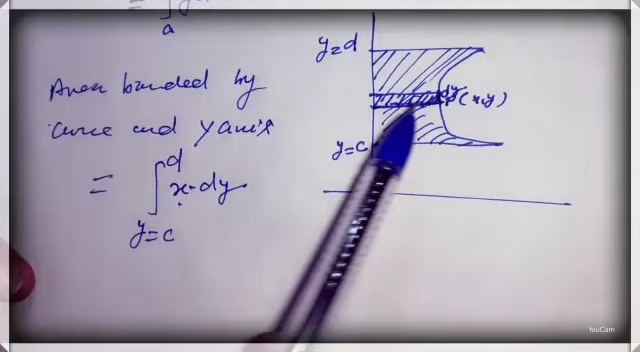 a
Area bounded by
curve and Y axis
= ∫ d x·dy
y=c
y=d
dy
P(x,y)
y=c
YouCam